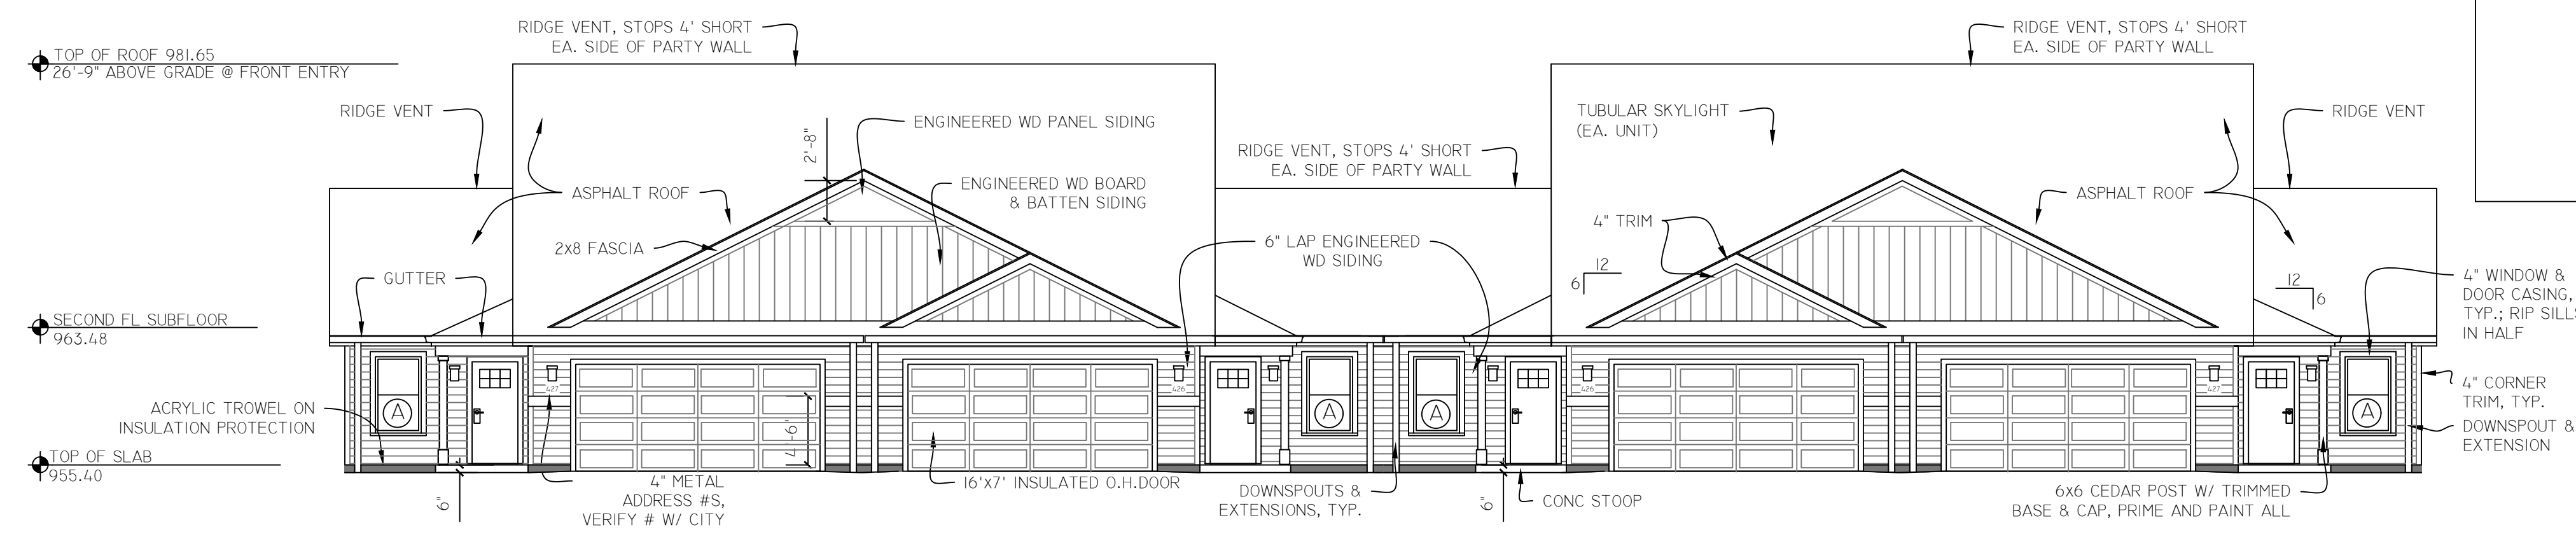 RIDGE VENT, STOPS 4' SHORT
EA. SIDE OF PARTY WALL
RIDGE VENT, STOPS 4' SHORT
EA. SIDE OF PARTY WALL
TOP OF ROOF 981.65
26'-9" ABOVE GRADE @ FRONT ENTRY
RIDGE VENT
ENGINEERED WD PANEL SIDING
2'-8"
TUBULAR SKYLIGHT
(EA. UNIT)
RIDGE VENT
RIDGE VENT, STOPS 4' SHORT
EA. SIDE OF PARTY WALL
ASPHALT ROOF
ENGINEERED WD BOARD
& BATTEN SIDING
ASPHALT ROOF
4" TRIM
2x8 FASCIA
6" LAP ENGINEERED
WD SIDING
GUTTER
12
6
12
6
4" WINDOW &
DOOR CASING,
TYP.; RIP SILLS
IN HALF
SECOND FL SUBFLOOR
963.48
427
426
426
427
4" CORNER
TRIM, TYP.
ACRYLIC TROWEL ON
INSULATION PROTECTION
A
A
A
A
4'-6"
DOWNSPOUT &
EXTENSION
TOP OF SLAB
955.40
4" METAL
ADDRESS #S,
VERIFY # W/ CITY
16'x7' INSULATED O.H.DOOR
DOWNSPOUTS &
EXTENSIONS, TYP.
6"
6"
CONC STOOP
6x6 CEDAR POST W/ TRIMMED
BASE & CAP, PRIME AND PAINT ALL